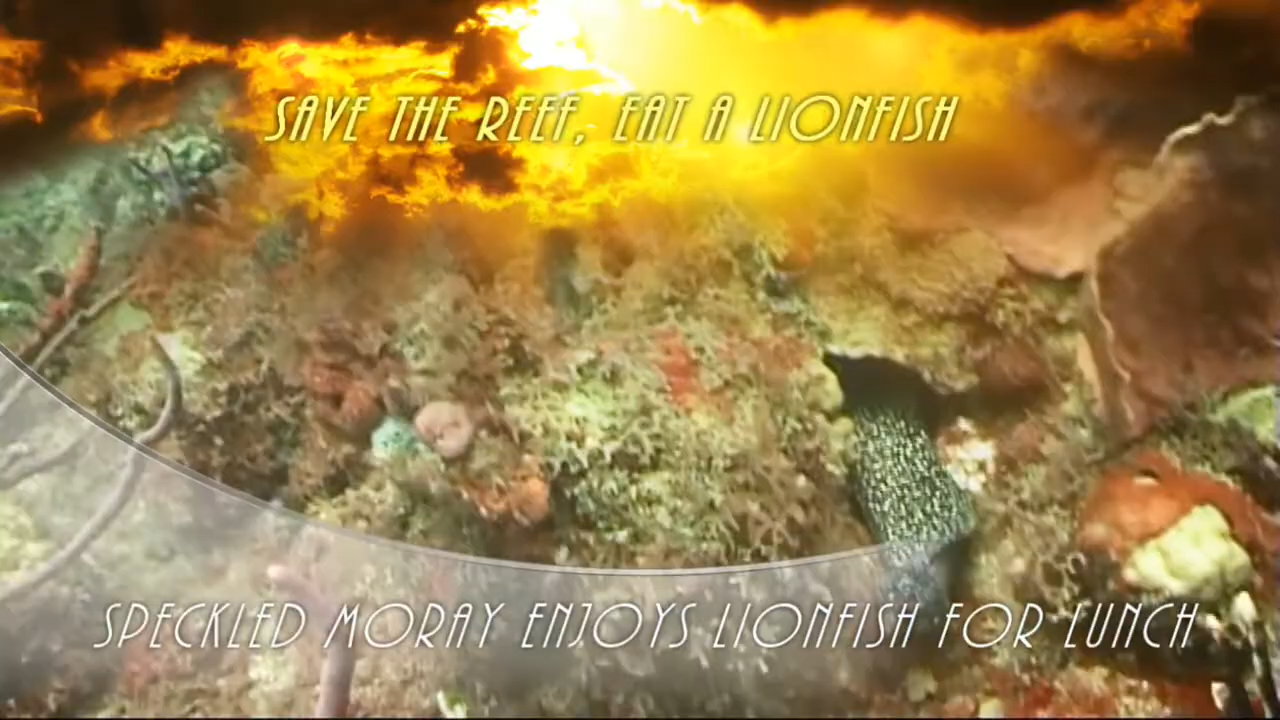 SAVE THE REEF, EAT A LIONFISH
SPECKLED MORAY ENJOYS LIONFISH FOR LUNCH